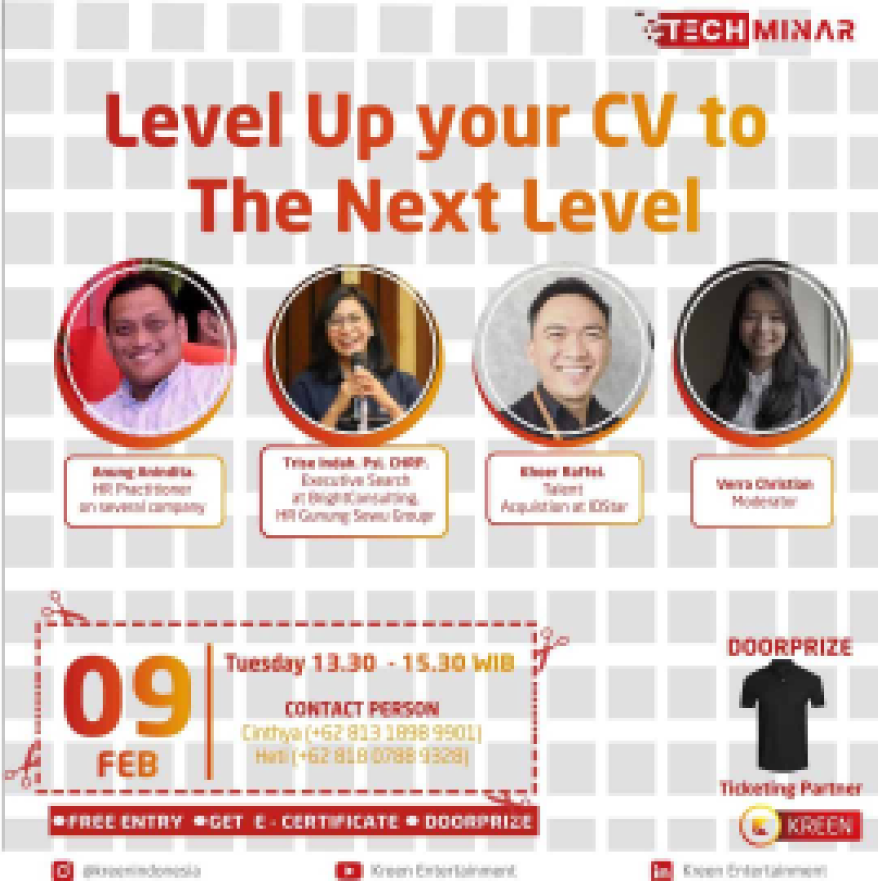 TECHMINAR
Level Up your CV to
The Next Level
Anung Anindita.
HR Practitioner
on several company
Trise Indah. Psi. CHRP.
Executive Search
at BrightConsulting,
HR Gunung Sewu Groupr
Kheer Raffel.
Talent
Acquistion at IDStar
Verra Christian
Moderator
09
FEB
Tuesday 13.30 - 15.30 WIB
CONTACT PERSON
Cinthya (+62 813 1898 9901)
Heti (+62 818 0788 9328)
DOORPRIZE
Ticketing Partner
KREEN
FREE ENTRY ●GET E - CERTIFICATE ● DOORPRIZE
@kreenindonesia
Kreen Entertainment
Kreen Entertainment